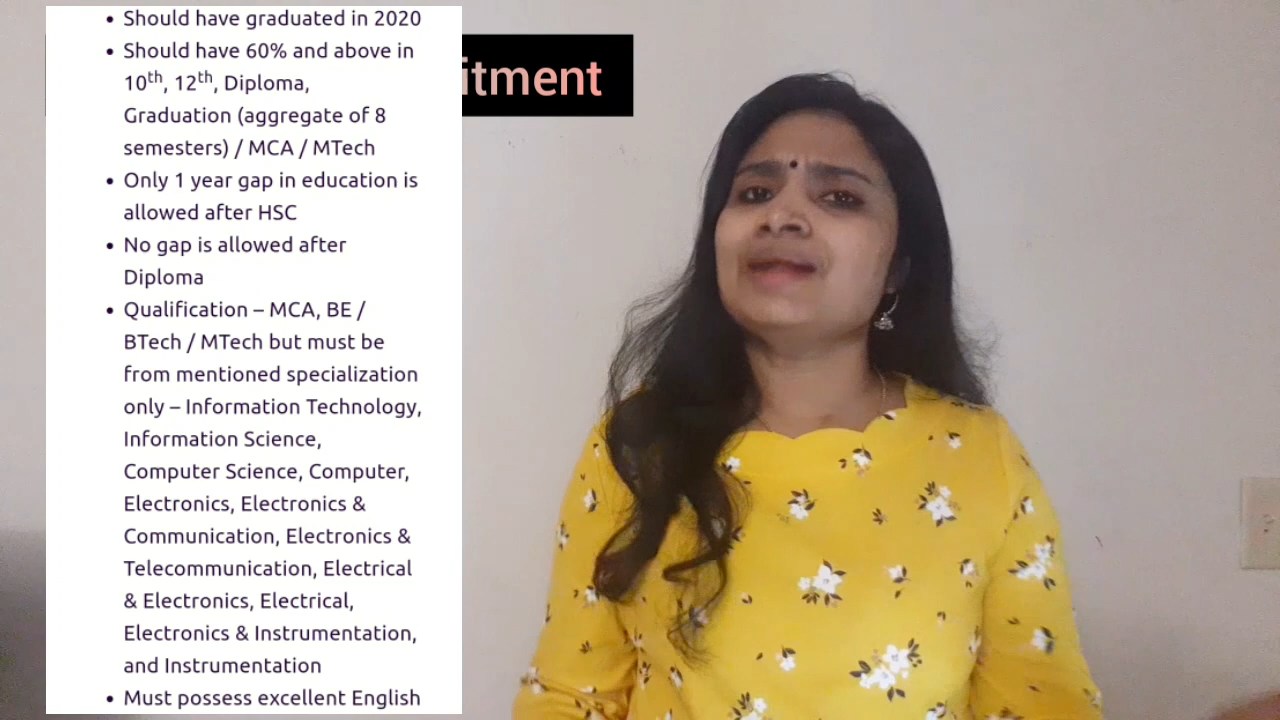 • Should have graduated in 2020
itment
• Should have 60% and above in
10th, 12th, Diploma,
Graduation (aggregate of 8
semesters) / MCA / MTech
• Only 1 year gap in education is
allowed after HSC
• No gap is allowed after
Diploma
• Qualification – MCA, BE /
BTech / MTech but must be
from mentioned specialization
only – Information Technology,
Information Science,
Computer Science, Computer,
Electronics, Electronics &
Communication, Electronics &
Telecommunication, Electrical
& Electronics, Electrical,
Electronics & Instrumentation,
and Instrumentation
• Must possess excellent English